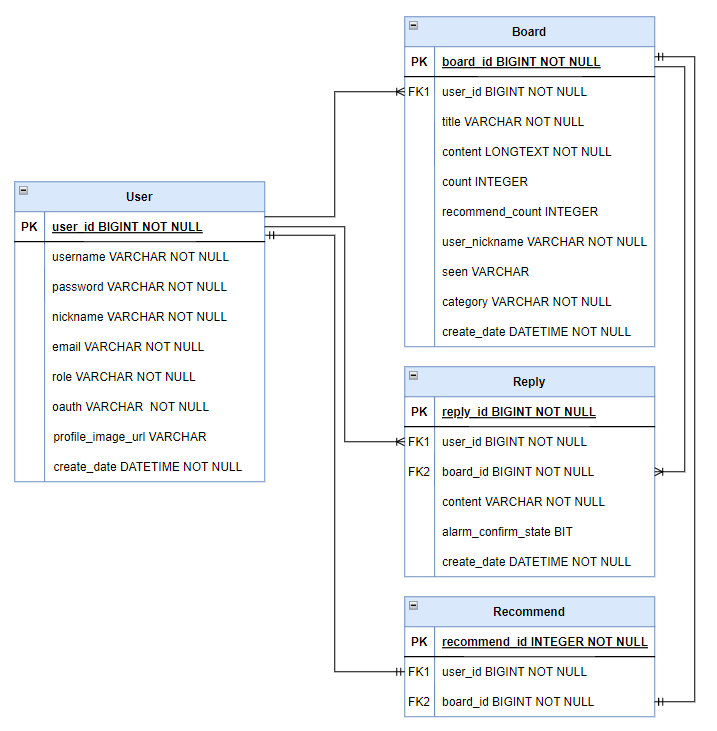 Board
PK board_id BIGINT NOT NULL
FK1 user_id BIGINT NOT NULL
title VARCHAR NOT NULL
content LONGTEXT NOT NULL
count INTEGER
recommend_count INTEGER
user_nickname VARCHAR NOT NULL
seen VARCHAR
category VARCHAR NOT NULL
create_date DATETIME NOT NULL
User
PK user_id BIGINT NOT NULL
username VARCHAR NOT NULL
password VARCHAR NOT NULL
nickname VARCHAR NOT NULL
email VARCHAR NOT NULL
role VARCHAR NOT NULL
oauth VARCHAR NOT NULL
profile_image_url VARCHAR
create_date DATETIME NOT NULL
Reply
PK reply_id BIGINT NOT NULL
FK1 user_id BIGINT NOT NULL
FK2 board_id BIGINT NOT NULL
content VARCHAR NOT NULL
alarm_confirm_state BIT
create_date DATETIME NOT NULL
Recommend
PK recommend_id INTEGER NOT NULL
FK1 user_id BIGINT NOT NULL
FK2 board_id BIGINT NOT NULL